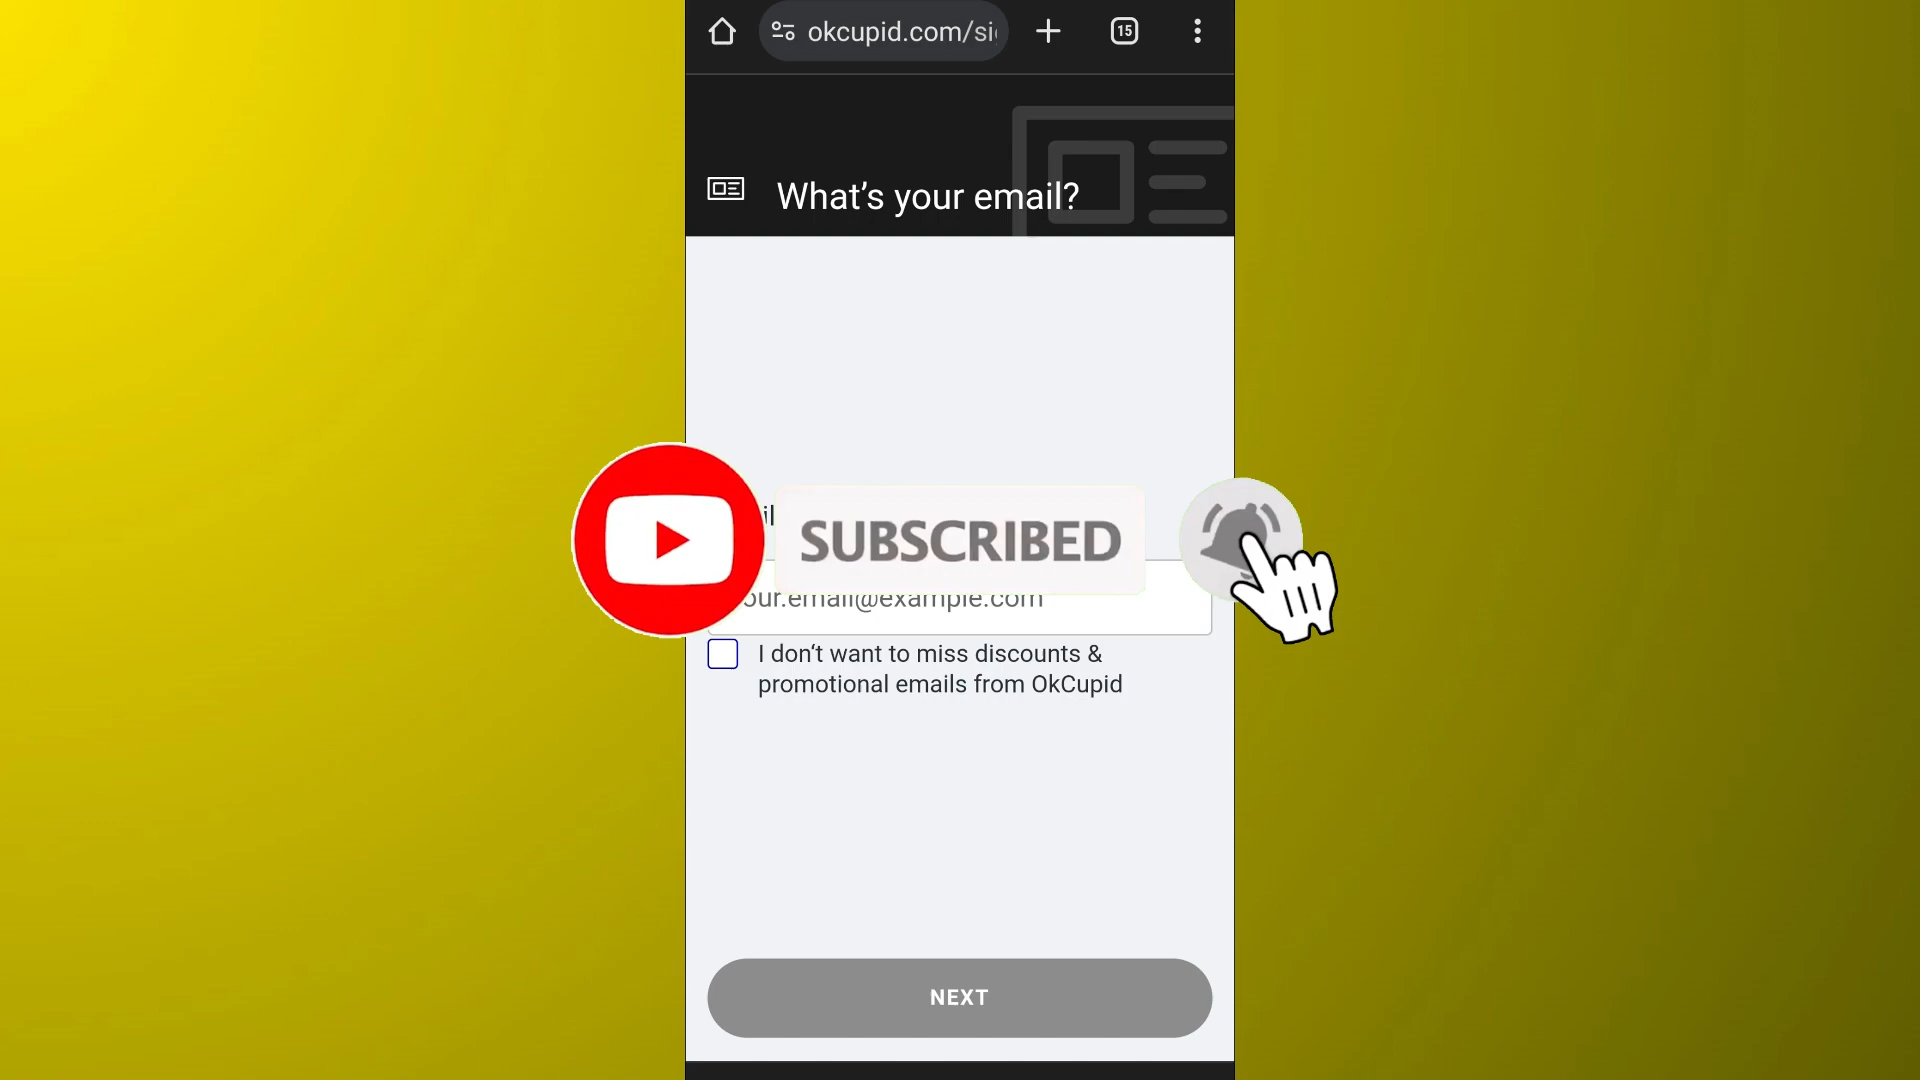 okcupid.com/si
15
What's your email?
SUBSCRIBED
our.email@example.com
I don't want to miss discounts &
promotional emails from OkCupid
NEXT